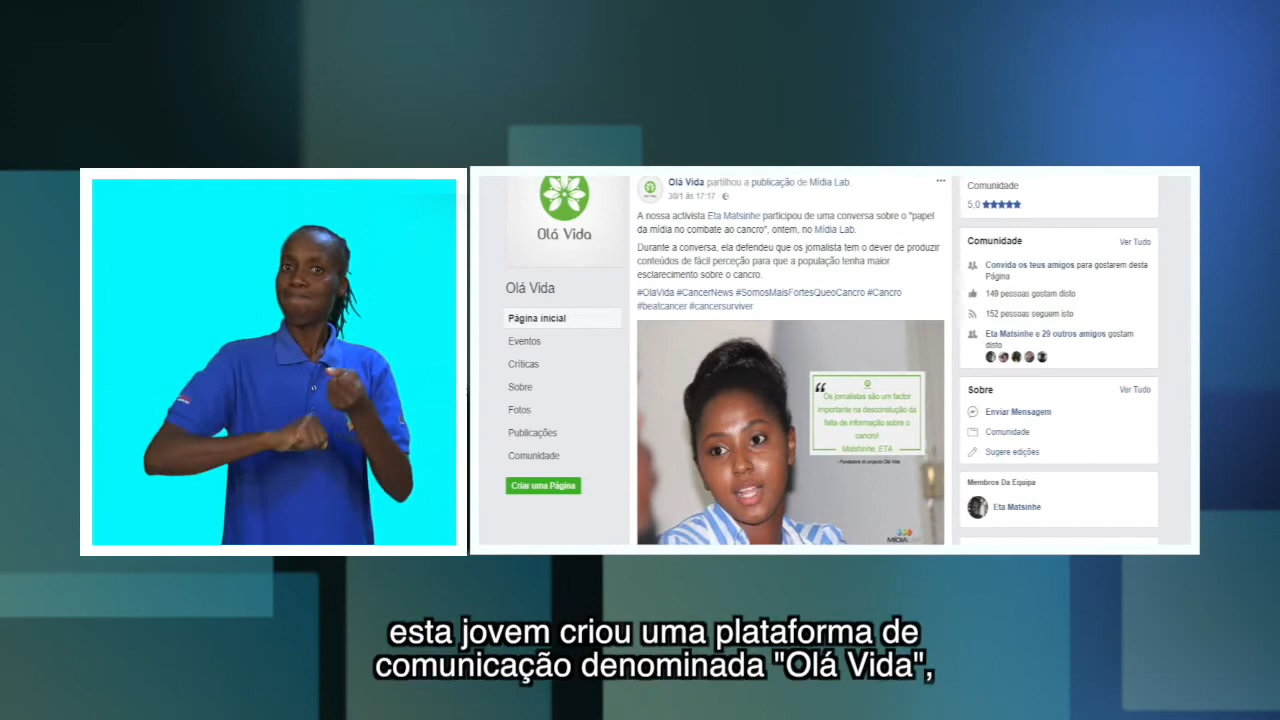 Olá Vida
Olá Vida
Página inicial
Eventos
Críticas
Sobre
Fotos
Publicações
Comunidade
Criar uma Página
Olá Vida partilhou a publicação de Mídia Lab.
30/1 às 17:17
A nossa activista Eta Matsinhe participou de uma conversa sobre o "papel
da mídia no combate ao cancro", ontem, no Mídia Lab.
Durante a conversa, ela defendeu que os jornalista tem o dever de produzir
conteúdos de fácil perceção para que a população tenha maior
esclarecimento sobre o cancro.
#OlaVida #CancerNews #SomosMaisFortesQueoCancro #Cancro
#beatcancer #cancersurviver
Os jornalistas são um factor
importante na desconstução da
falta de informação sobre o
cancro!
Matshinhe, ETA
- Fundadora do projecto Olá Vida
Comunidade
5,0
Comunidade Ver Tudo
Convida os teus amigos para gostarem desta
Página
149 pessoas gostam disto
152 pessoas seguem isto
Eta Matsinhe e 29 outros amigos gostam
disto
Sobre Ver Tudo
Enviar Mensagem
Comunidade
Sugere edições
Membros Da Equipa
Eta Matsinhe
esta jovem criou uma plataforma de
comunicação denominada "Olá Vida",